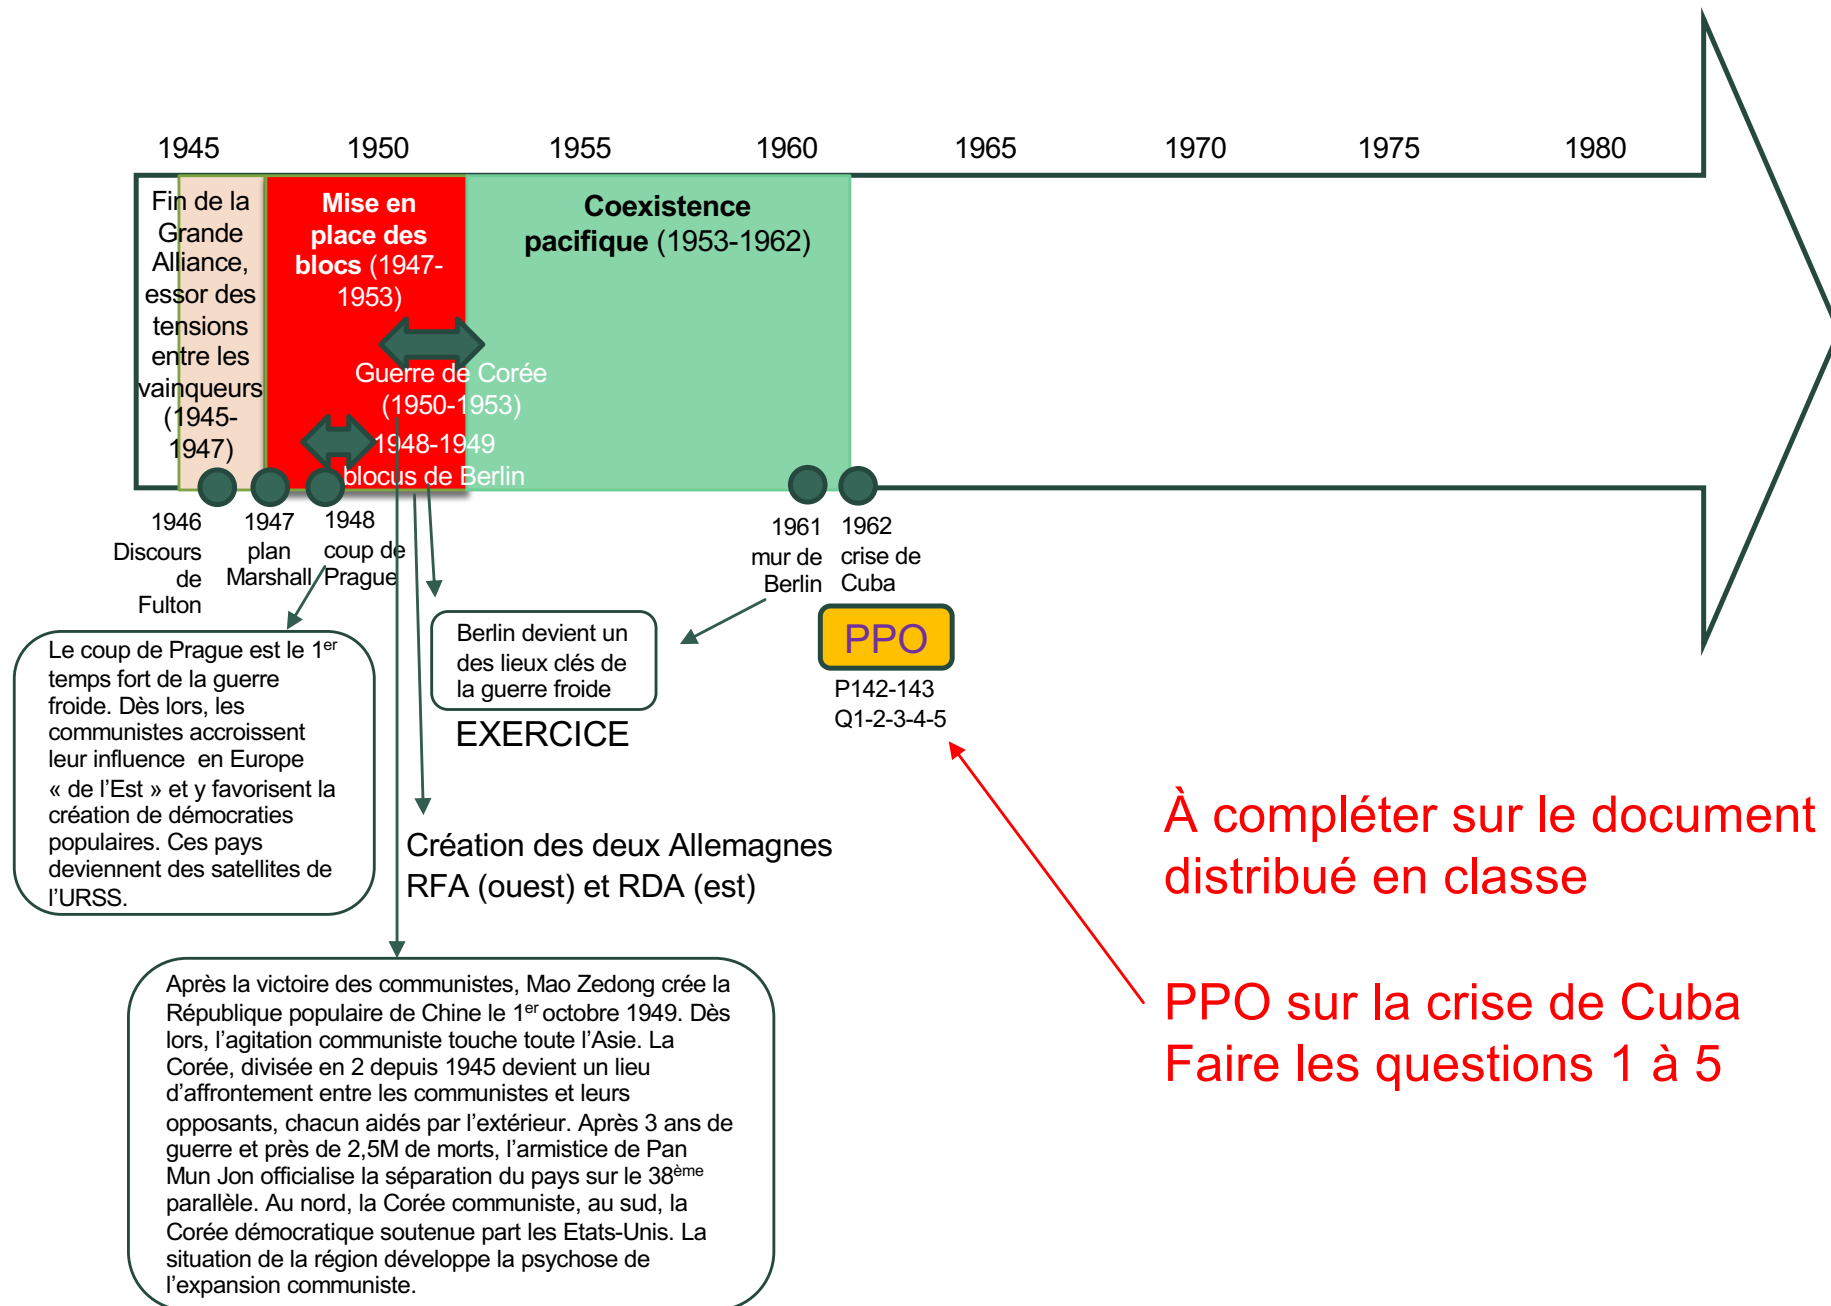 1945
1950
1955
1960
1965
1970
1975
1980
Fin de la
Grande
Alliance,
essor des
tensions
entre les
vainqueurs
(1945-
1947)
Mise en
place des
blocs (1947-
1953)
Coexistence
pacifique (1953-1962)
Guerre de Corée
(1950-1953)
1948-1949
blocus de Berlin
1946
Discours
de
Fulton
1947
plan
Marshall
1948
coup de
Prague
1961
mur de
Berlin
1962
crise de
Cuba
PPO
P142-143
Q1-2-3-4-5
Le coup de Prague est le 1er
temps fort de la guerre
froide. Dès lors, les
communistes accroissent
leur influence en Europe
« de l’Est » et y favorisent la
création de démocraties
populaires. Ces pays
deviennent des satellites de
l’URSS.
Berlin devient un
des lieux clés de
la guerre froide
EXERCICE
Création des deux Allemagnes
RFA (ouest) et RDA (est)
À compléter sur le document
distribué en classe
PPO sur la crise de Cuba
Faire les questions 1 à 5
Après la victoire des communistes, Mao Zedong crée la
République populaire de Chine le 1er octobre 1949. Dès
lors, l’agitation communiste touche toute l’Asie. La
Corée, divisée en 2 depuis 1945 devient un lieu
d’affrontement entre les communistes et leurs
opposants, chacun aidés par l’extérieur. Après 3 ans de
guerre et près de 2,5M de morts, l’armistice de Pan
Mun Jon officialise la séparation du pays sur le 38ème
parallèle. Au nord, la Corée communiste, au sud, la
Corée démocratique soutenue part les Etats-Unis. La
situation de la région développe la psychose de
l’expansion communiste.